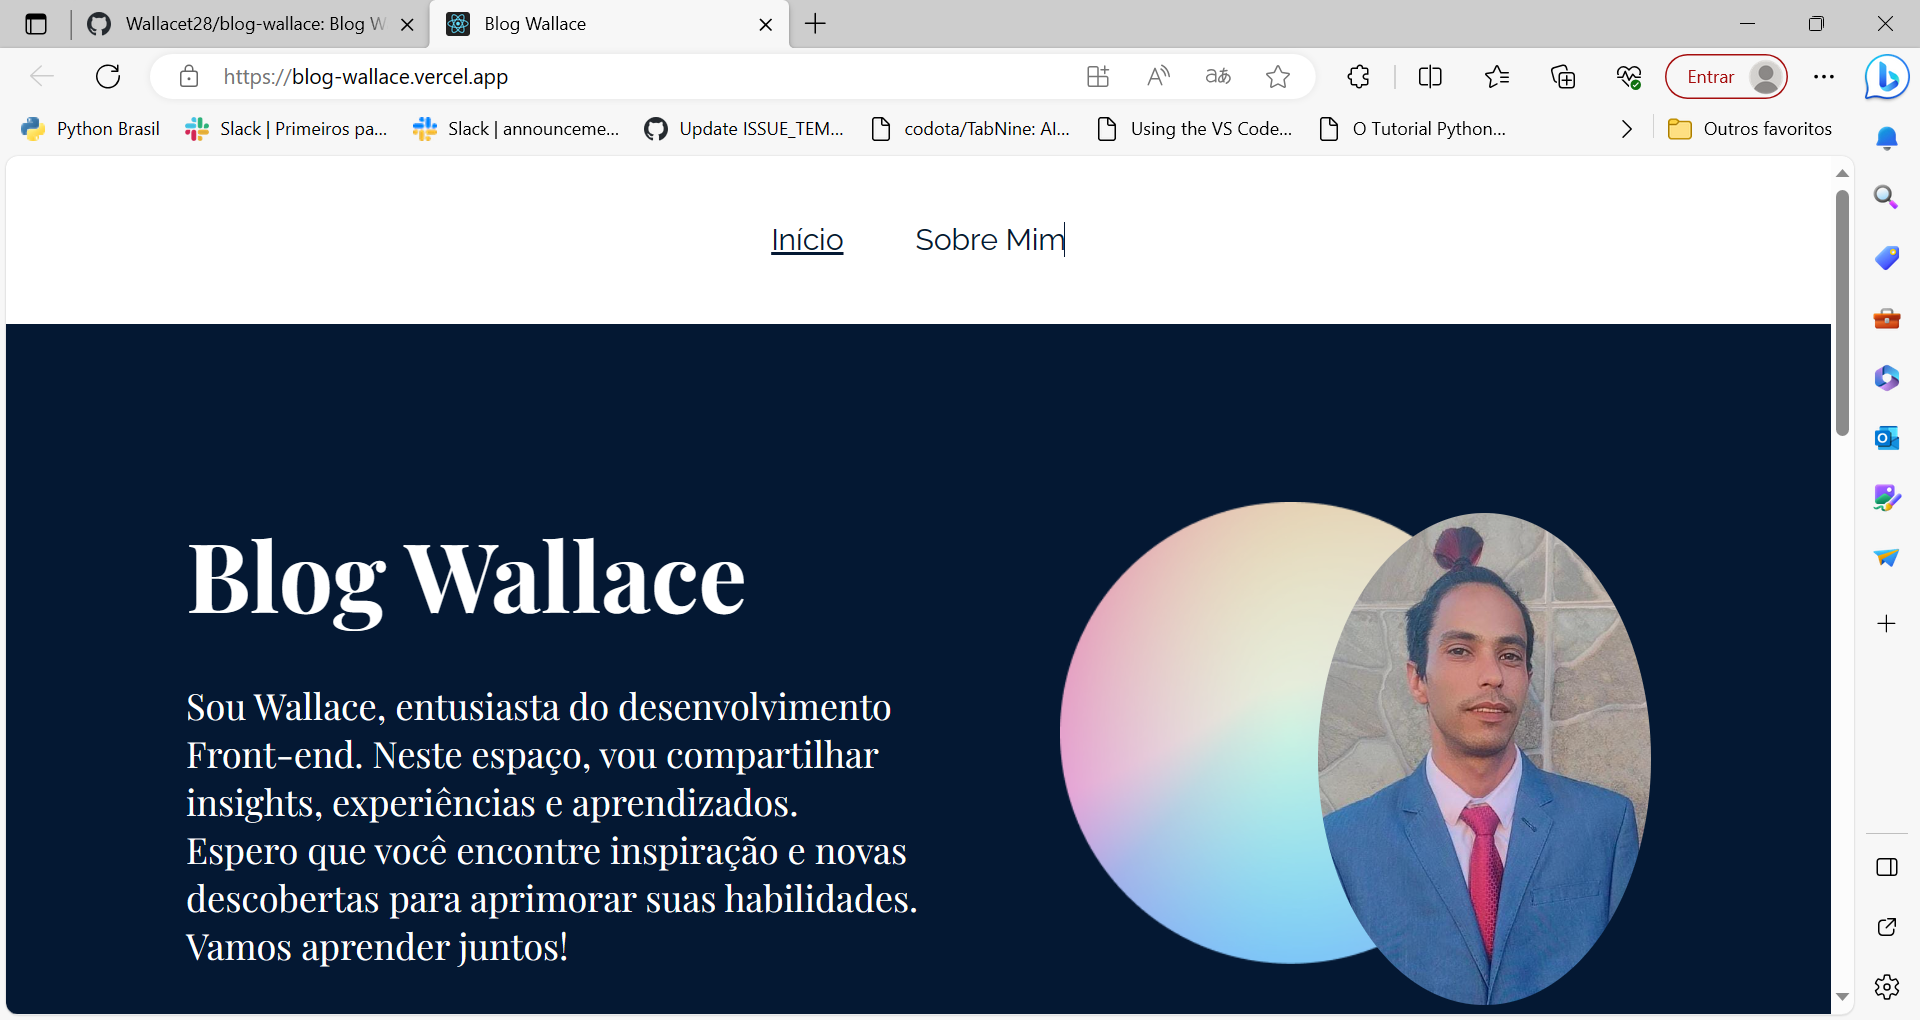 Wallacet28/blog-wallace: Blog W
Blog Wallace
https://blog-wallace.vercel.app
aあ
Entrar
Python Brasil
Slack | Primeiros pa...
Slack | announceme...
Update ISSUE_TEM...
codota/TabNine: AI...
Using the VS Code...
O Tutorial Python...
Outros favoritos
Início
Sobre Mim
Blog Wallace
Sou Wallace, entusiasta do desenvolvimento
Front-end. Neste espaço, vou compartilhar
insights, experiências e aprendizados.
Espero que você encontre inspiração e novas
descobertas para aprimorar suas habilidades.
Vamos aprender juntos!